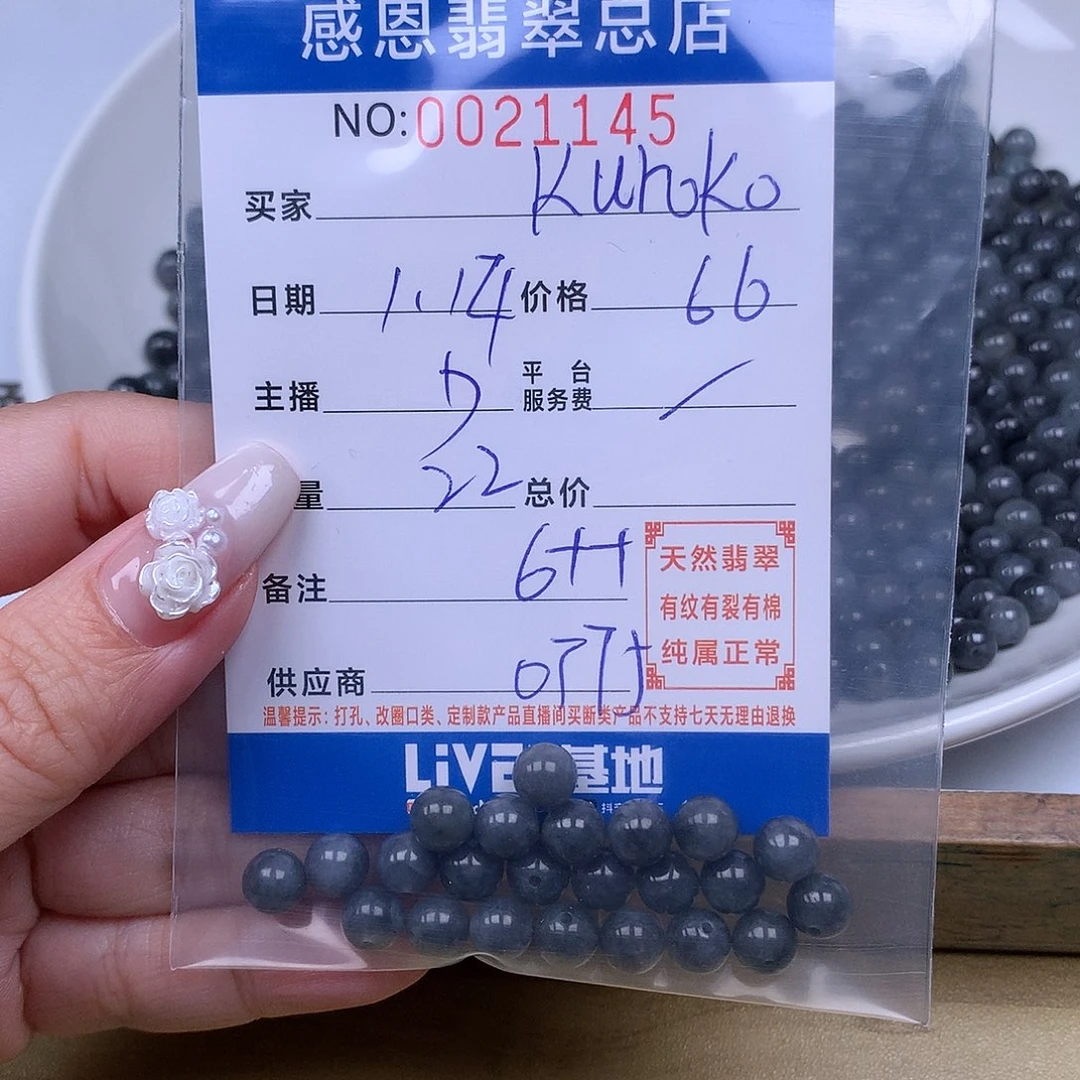 感恩翡翠总店
NO:0021145
买家 Kuroko
日期 1.14 价格 66
主播 平台服务费 /
量 22 总价
备注 6++
供应商
天然翡翠
有纹有裂有棉
纯属正常
温馨提示：打孔、改圈口类、定制款产品直播间买断类产品不支持七天无理由退换
基地